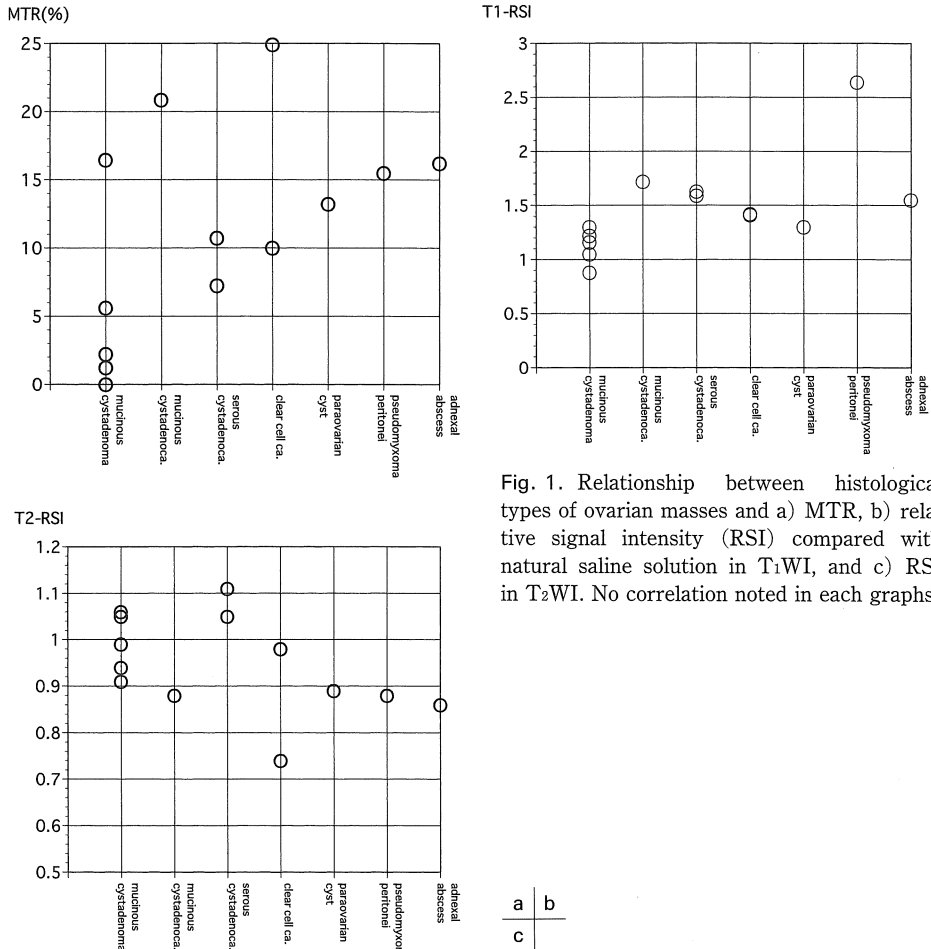 MTR(%)
25
20
15
10
5
0
mucinous
cystadenoma
mucinous
cystadenoca.
serous
cystadenoca.
clear cell ca.
paraovarian
cyst
pseudomyxoma
peritonei
adnexal
abscess
T1-RSI
3
2.5
2
1.5
1
0.5
0
mucinous
cystadenoma
mucinous
cystadenoca.
serous
cystadenoca.
clear cell ca.
paraovarian
cyst
pseudomyxoma
peritonei
adnexal
abscess
Fig. 1. Relationship between histologica
types of ovarian masses and a) MTR, b) rela
tive signal intensity (RSI) compared wit
natural saline solution in T1WI, and c) RS
in T2WI. No correlation noted in each graphs
T2-RSI
1.2
1.1
1
0.9
0.8
0.7
0.6
0.5
mucinous
cystadenoma
mucinous
cystadenoca.
serous
cystadenoca.
clear cell ca.
paraovarian
cyst
pseudomyxoma
peritonei
adnexal
abscess
a b
c